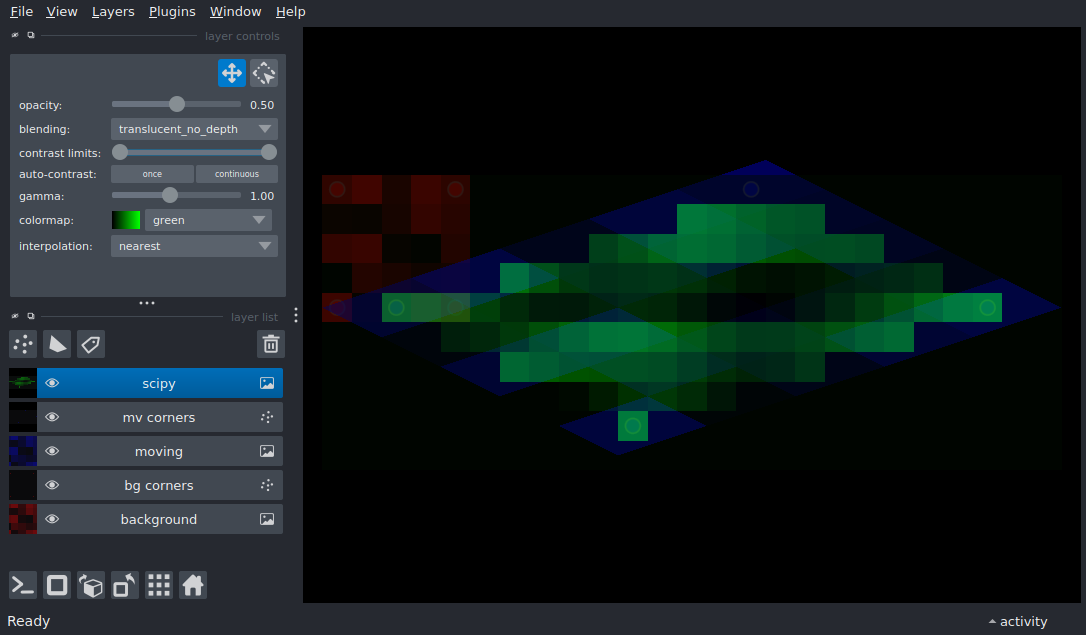 File View Layers Plugins Window Help
layer controls
opacity: 0.50
blending: translucent_no_depth
contrast limits:
auto-contrast: once continuous
gamma: 1.00
colormap: green
interpolation: nearest
layer list
scipy
mv corners
moving
bg corners
background
Ready activity